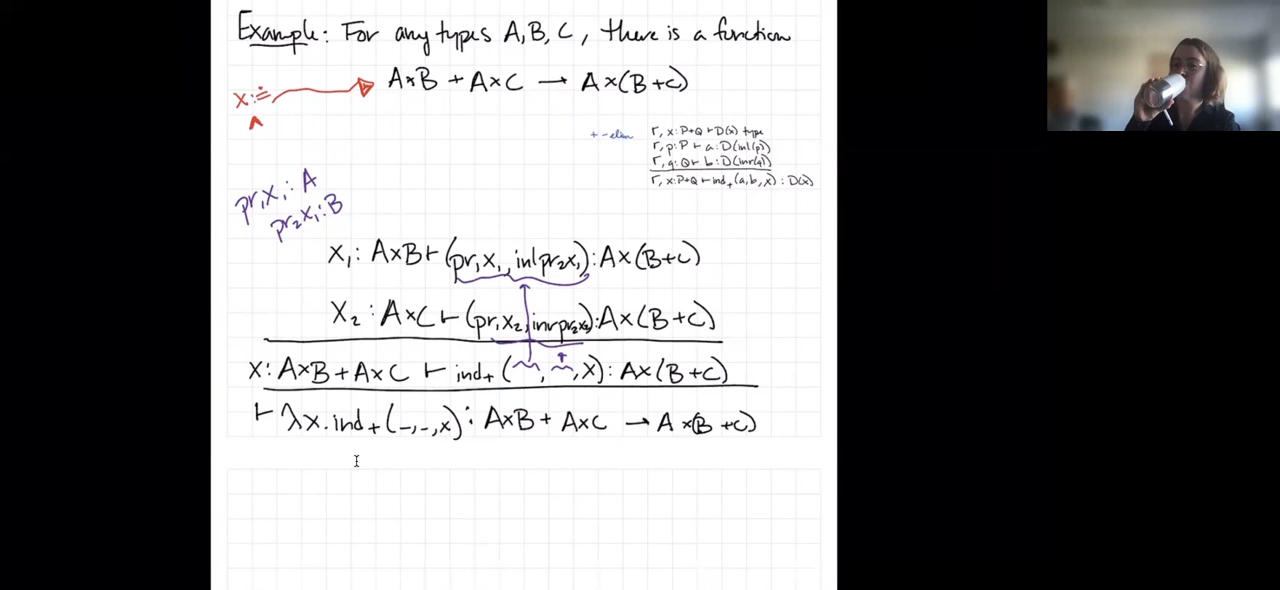 Example: For any types A, B, C, there is a function
A×B + A×C → A×(B+C)
X:≐
^
+-elim
Γ, x:P+Q ⊢ D(x) type
Γ, p:P ⊢ a:D(inl(p))
Γ, q:Q ⊢ b:D(inr(q))
Γ, x:P+Q ⊢ ind₊(a,b,x) : D(x)
pr₁x₁ : A
pr₂x₁ : B
x₁ : A×B ⊢ (pr₁x₁, inl pr₂x₁) : A×(B+C)
x₂ : A×C ⊢ (pr₁x₂, inr pr₂x₂) : A×(B+C)
x : A×B + A×C ⊢ ind₊(~, ~, x) : A×(B+C)
⊢ λx.ind₊(–,–,x) : A×B + A×C → A×(B+C)